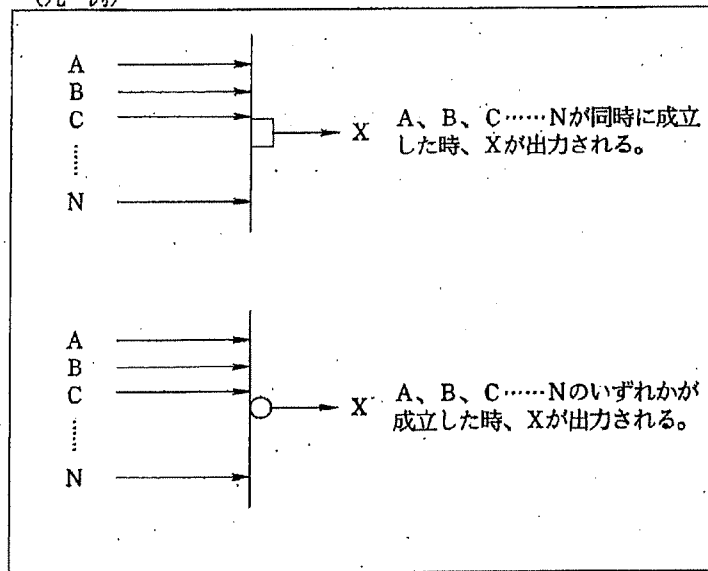 A
B
C
……
N
X
A、B、C……Nが同時に成立
した時、Xが出力される。
A
B
C
……
N
X
A、B、C……Nのいずれかが
成立した時、Xが出力される。